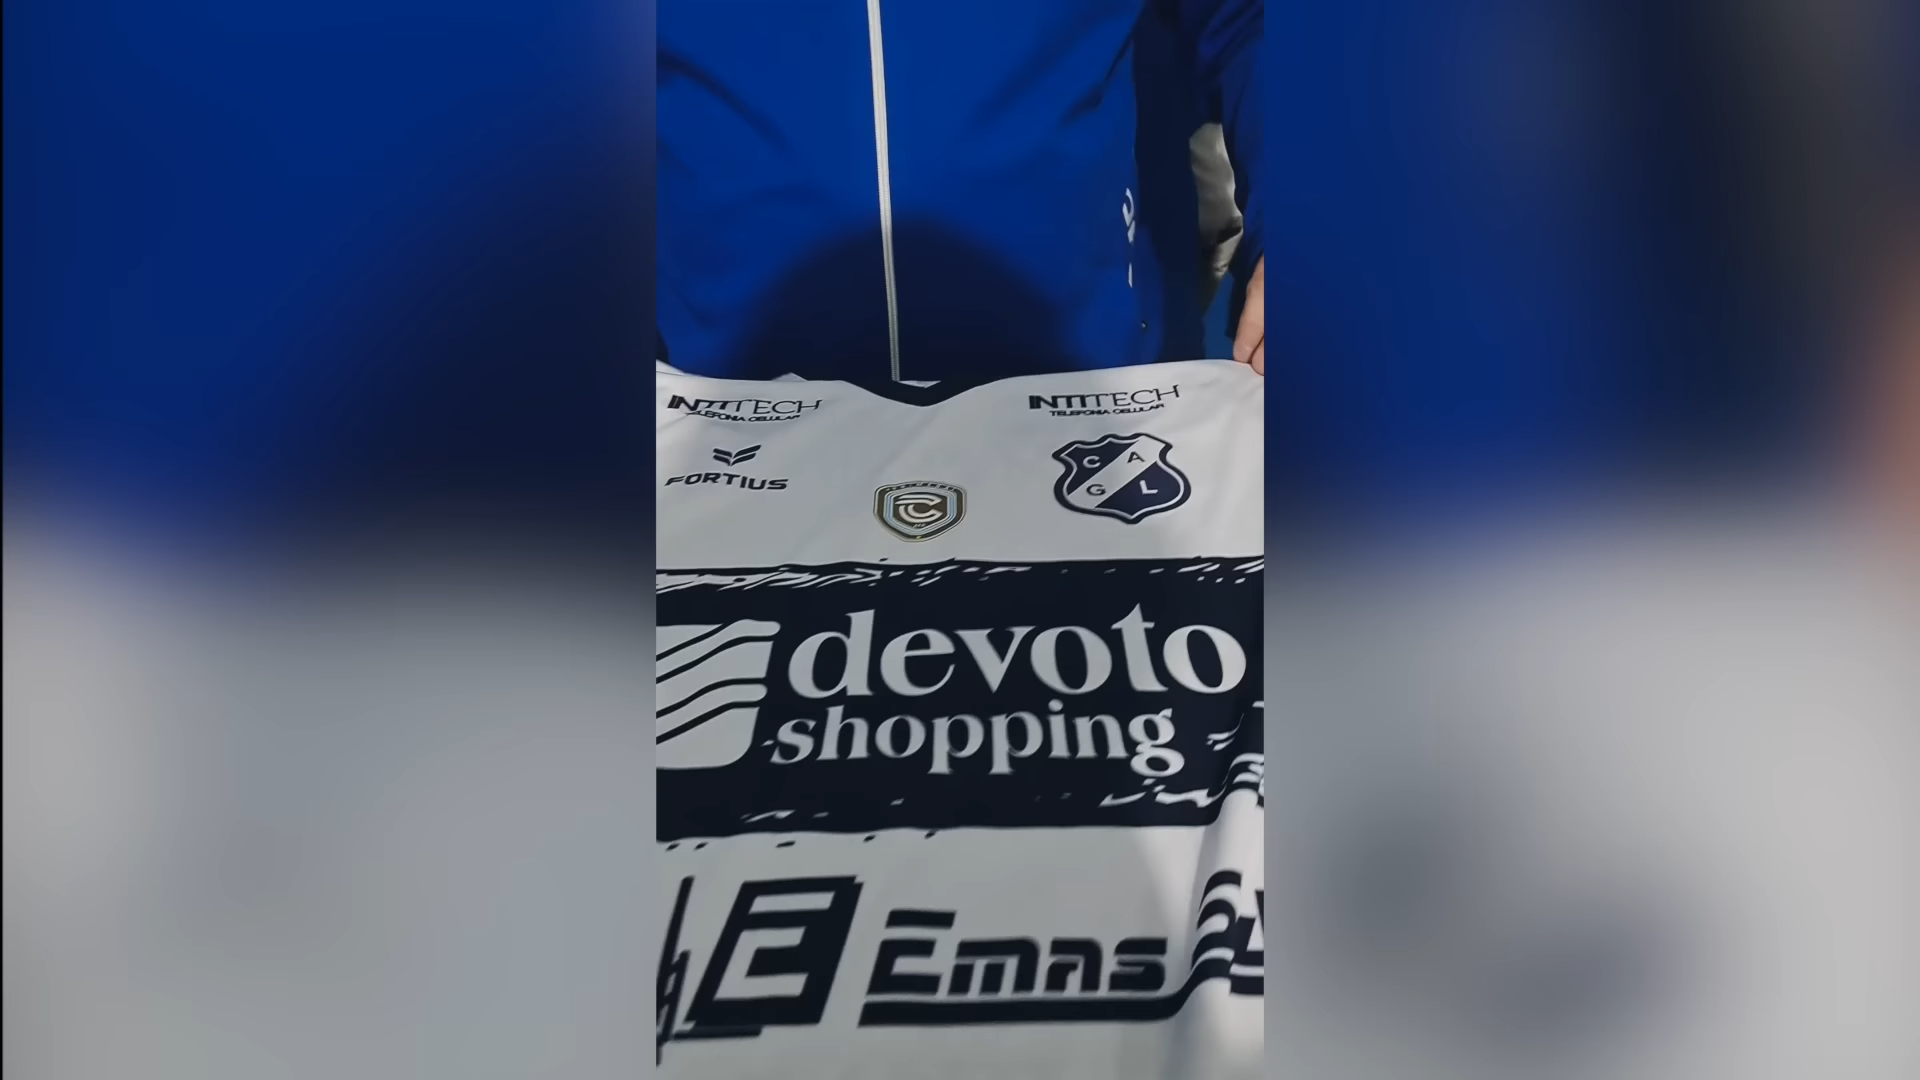 INTITECH
TELEFONIA CELULAR
INTITECH
TELEFONIA CELULAR
FORTIUS
C A
G L
devoto
shopping
E Emas